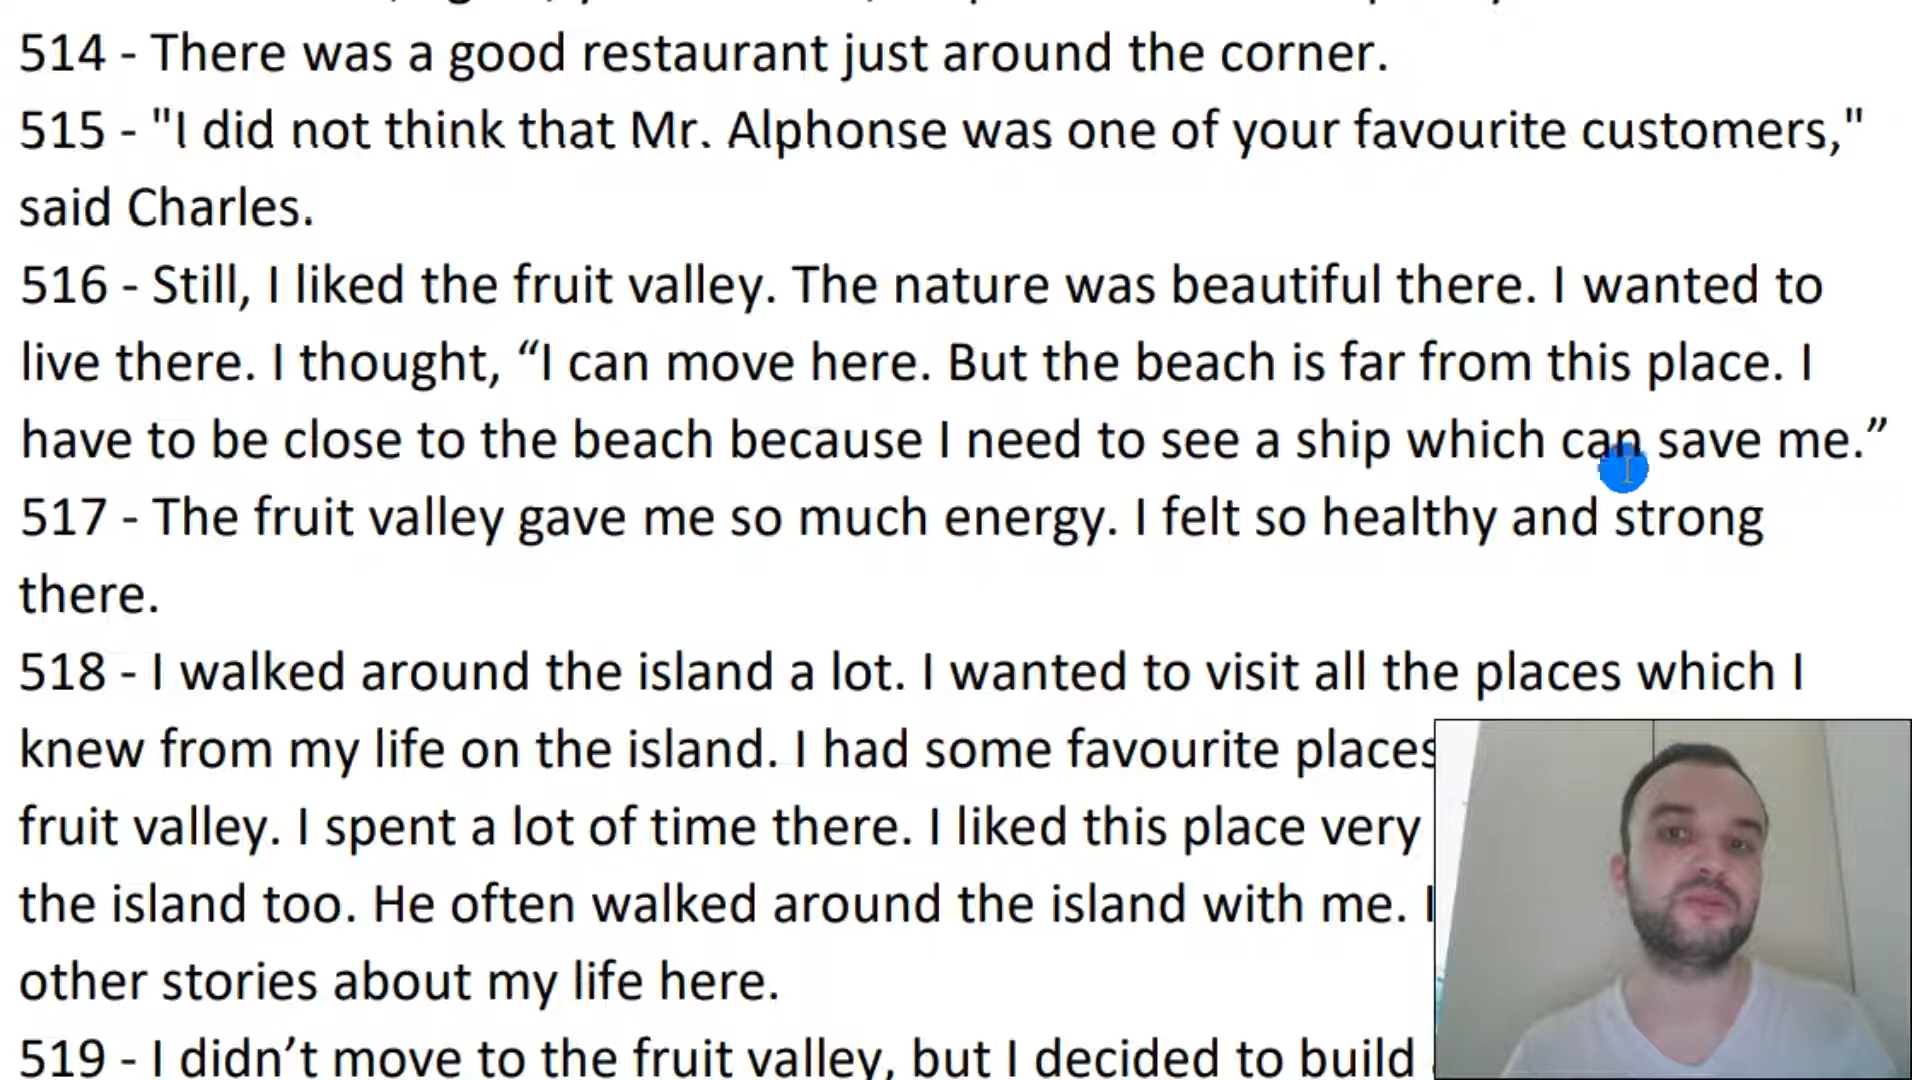 514 - There was a good restaurant just around the corner.
515 - "I did not think that Mr. Alphonse was one of your favourite customers,"
said Charles.
516 - Still, I liked the fruit valley. The nature was beautiful there. I wanted to
live there. I thought, “I can move here. But the beach is far from this place. I
have to be close to the beach because I need to see a ship which can save me.”
517 - The fruit valley gave me so much energy. I felt so healthy and strong
there.
518 - I walked around the island a lot. I wanted to visit all the places which I
knew from my life on the island. I had some favourite places
fruit valley. I spent a lot of time there. I liked this place very
the island too. He often walked around the island with me. I
other stories about my life here.
519 - I didn’t move to the fruit valley, but I decided to build